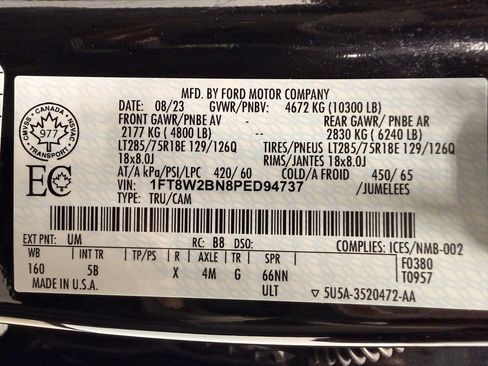 MFD. BY FORD MOTOR COMPANY
DATE: 08/23 GVWR/PNBV: 4672 KG (10300 LB)
FRONT GAWR/PNBE AV REAR GAWR/ PNBE AR
2177 KG ( 4800 LB) 2830 KG ( 6240 LB)
LT285/75R18E 129/126Q TIRES/PNEUS LT285/75R18E 129/126Q
18x8.0J RIMS/JANTES 18x8.0J
AT/A kPa/PSI/LPC 420/ 60 COLD/A FROID 450/ 65
VIN: 1FT8W2BN8PED94737 /JUMELEES
TYPE: TRU/CAM
CMVSS CANADA NSVAC
977
TRANSPORT
EC
EXT PNT: UM RC: B8 DSO: COMPLIES: ICES/NMB-002
WB INT TR TP/PS R AXLE TR F0380
160 5B X 4M G 66NN T0957
MADE IN U.S.A. ULT 5U5A-3520472-AA